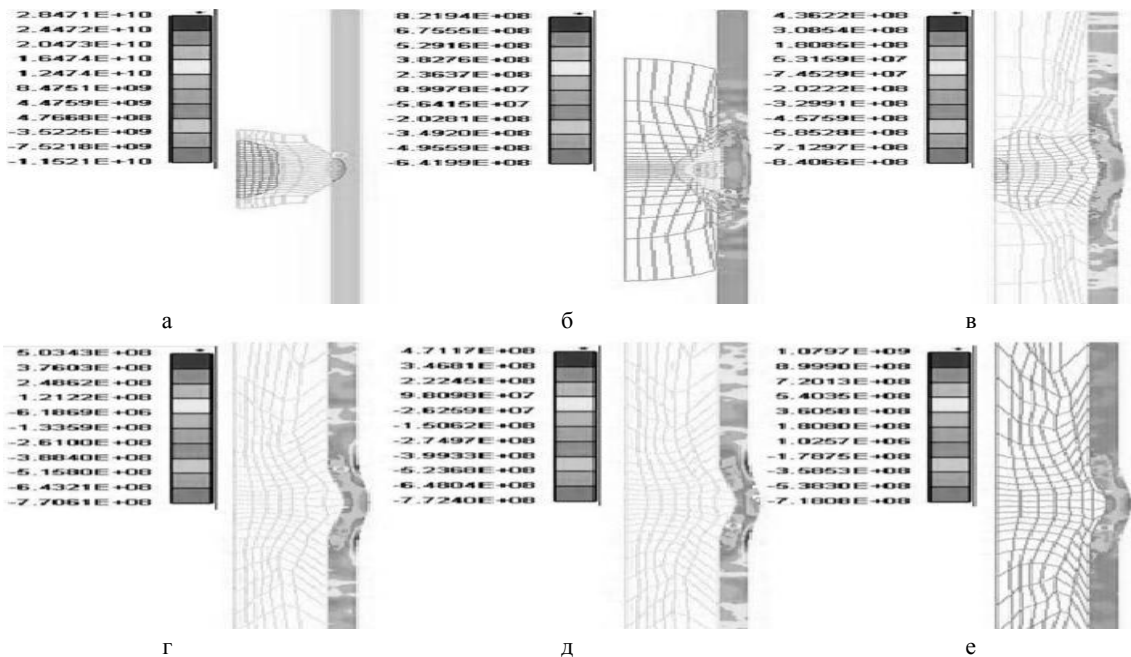 2.8471E +10
2.4472E +10
2.0473E +10
1.6474E +10
1.2474E +10
8.4751E +09
4.4759E +09
4.7668E +08
-3.5225E +09
-7.5218E +09
-1.1521E +10
а
8.2194E +08
6.7555E +08
5.2916E +08
3.8276E +08
2.3637E +08
8.9978E +07
-5.6415E +07
-2.0281E +08
-3.4920E +08
-4.9559E +08
-6.4199E +08
б
4.3622E +08
3.0854E +08
1.8085E +08
5.3159E +07
-7.4529E +07
-2.0222E +08
-3.2991E +08
-4.5759E +08
-5.8528E +08
-7.1297E +08
-8.4066E +08
в
5.0343E +08
3.7603E +08
2.4862E +08
1.2122E +08
-6.1869E +06
-1.3359E +08
-2.6100E +08
-3.8840E +08
-5.1580E +08
-6.4321E +08
-7.7061E +08
г
4.7117E +08
3.4681E +08
2.2245E +08
9.8098E +07
-2.6259E +07
-1.5062E +08
-2.7497E +08
-3.9933E +08
-5.2368E +08
-6.4804E +08
-7.7240E +08
д
1.0797E +09
8.9990E +08
7.2013E +08
5.4035E +08
3.6058E +08
1.8080E +08
1.0257E +06
-1.7875E +08
-3.5853E +08
-5.3830E +08
-7.1808E +08
е